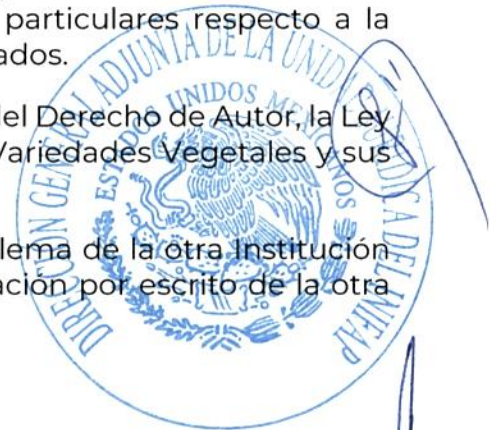 particulares respecto a la
ados.
del Derecho de Autor, la Ley
Variedades Vegetales y sus
lema de la otra Institución
ación por escrito de la otra
DIRECCIÓN GENERAL ADJUNTA DE LA UNIDAD JURÍDICA DEL INIFAP
ESTADOS UNIDOS MEXICANOS